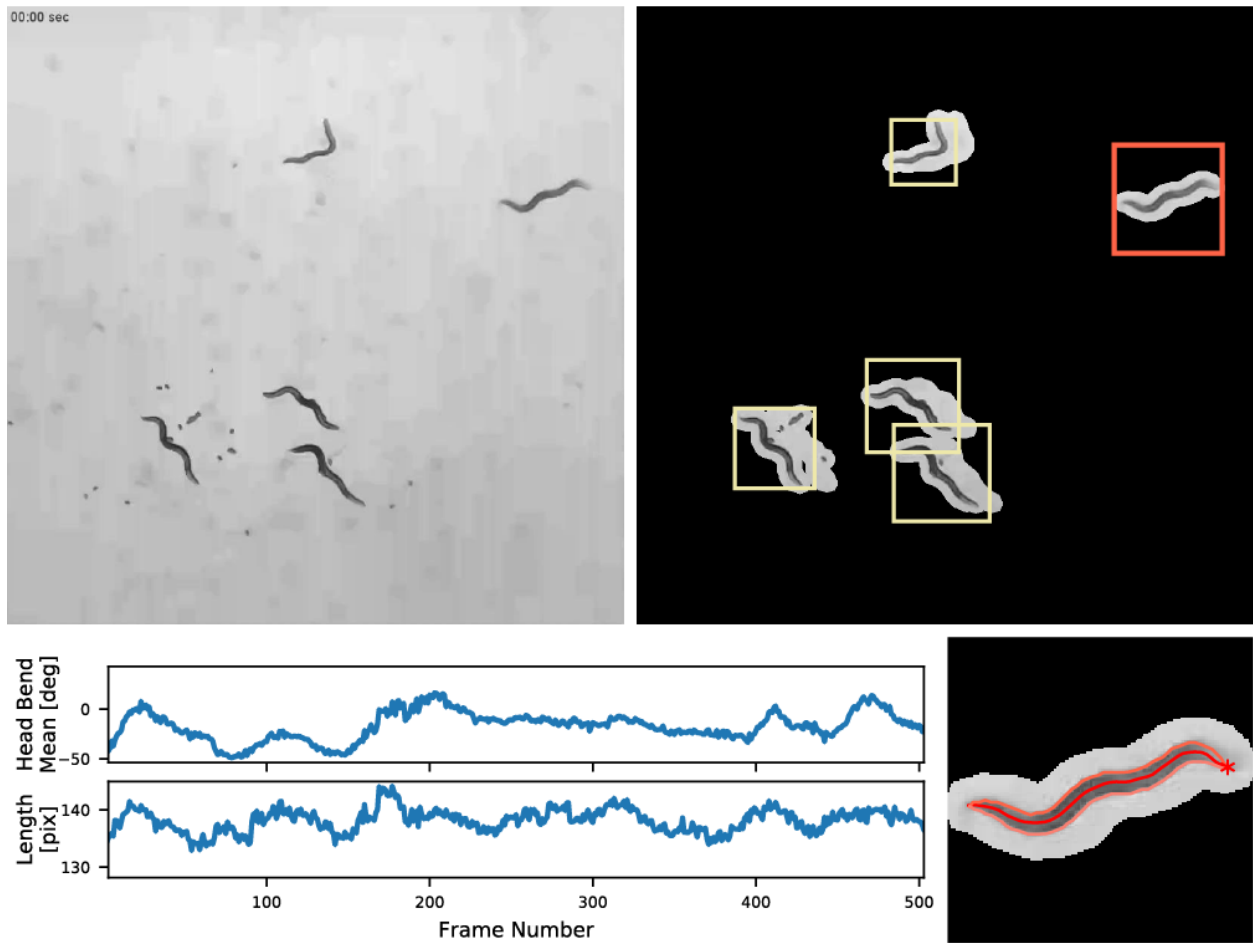 00:00 sec
Head Bend
Mean [deg]
0
−50
Length
[pix]
140
130
100
200
300
400
500
Frame Number